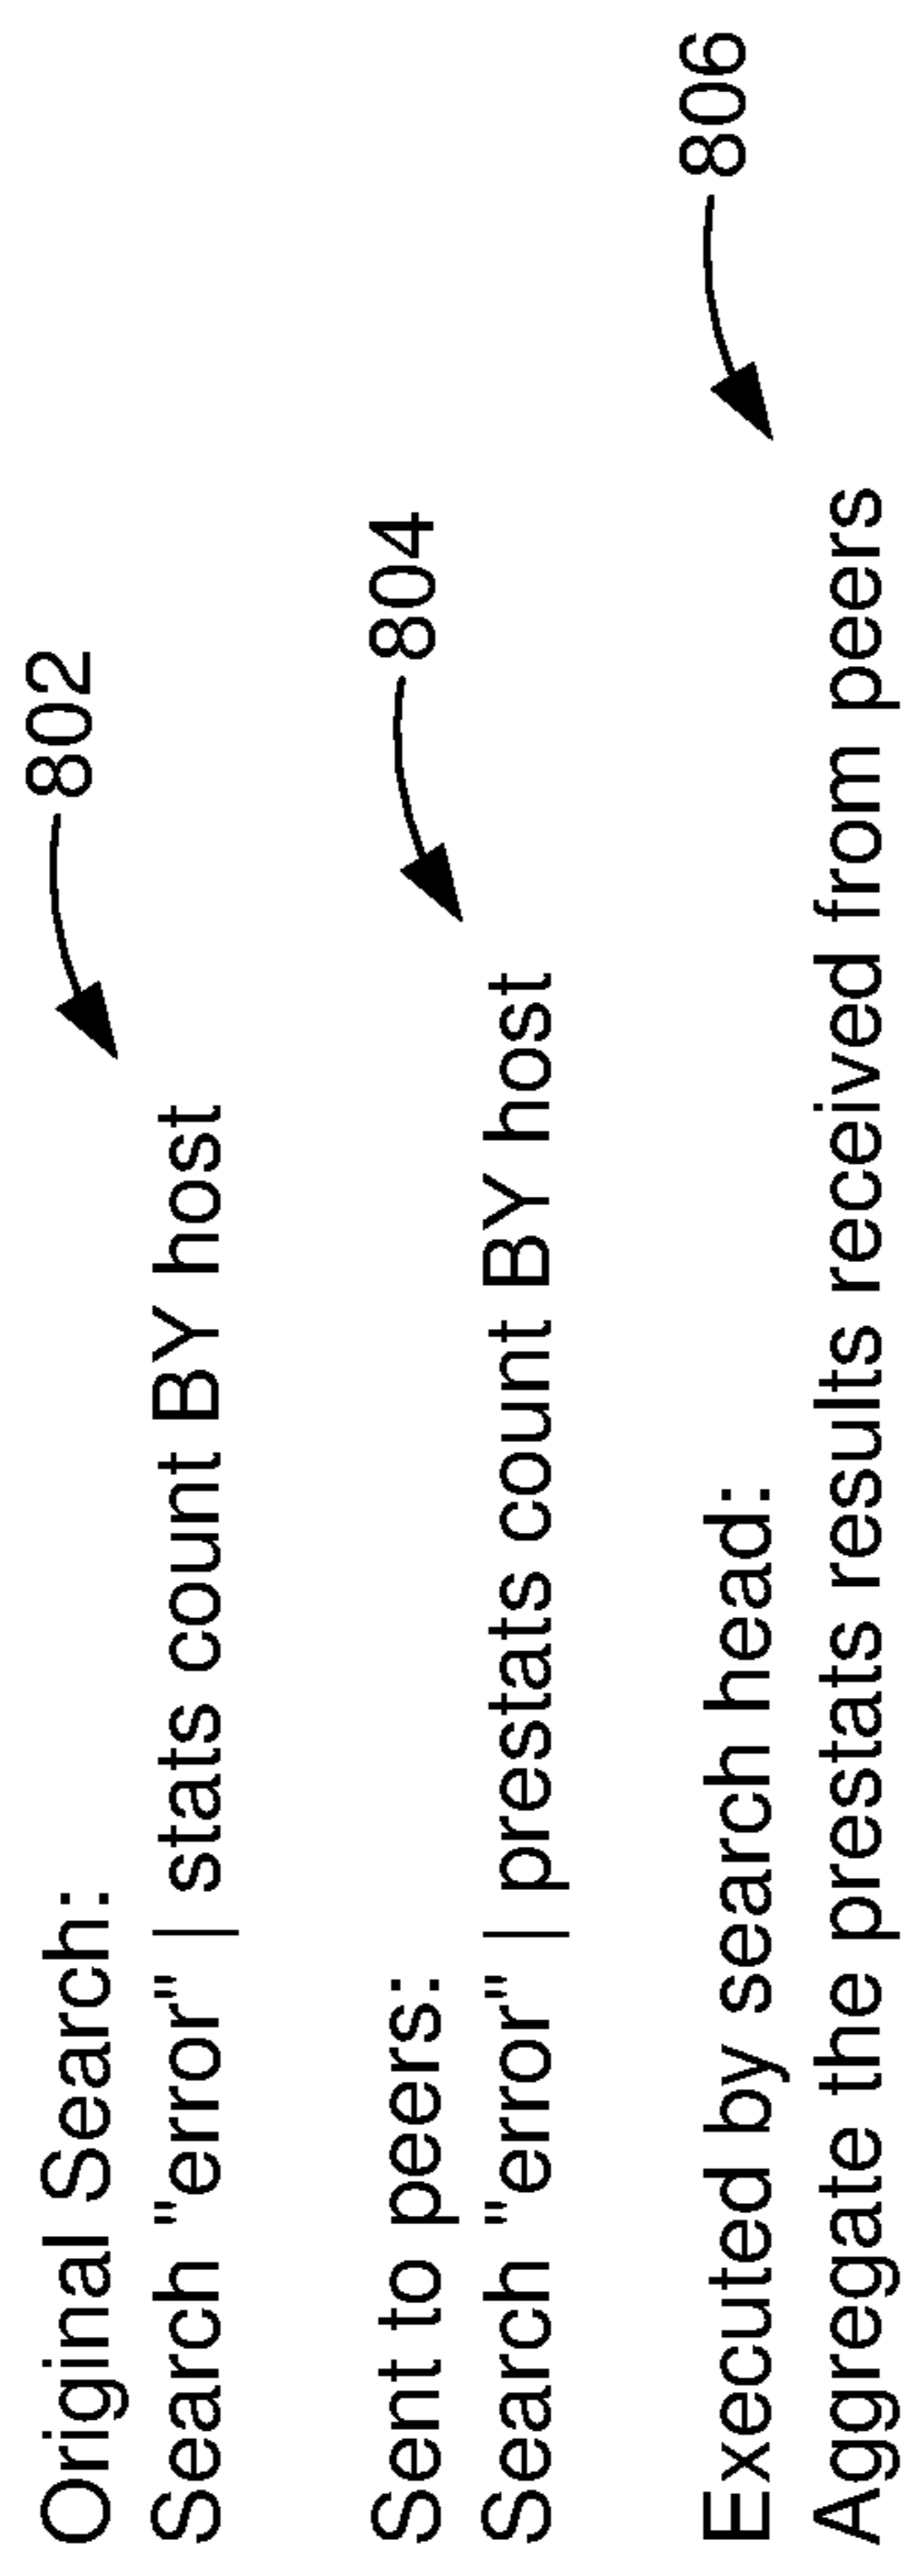 Original Search: 802
Search "error" | stats count BY host
Sent to peers: 804
Search "error" | prestats count BY host
Executed by search head: 806
Aggregate the prestats results received from peers